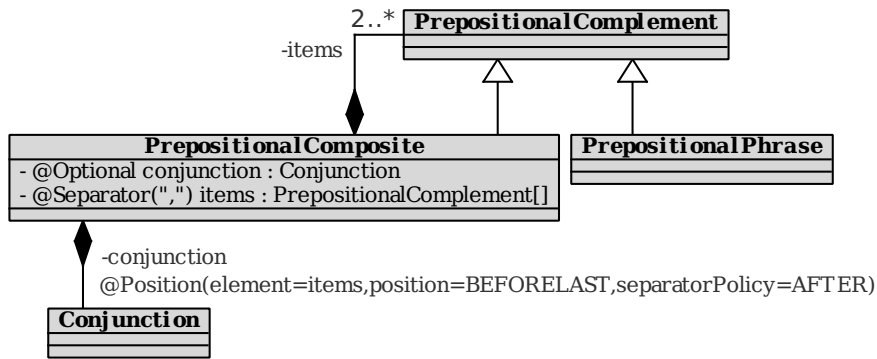 2..*
PrepositionalComplement
-items
PrepositionalComposite
- @Optional conjunction : Conjunction
- @Separator(",") items : PrepositionalComplement[]
PrepositionalPhrase
-conjunction
@Position(element=items,position=BEFORELAST,separatorPolicy=AFTER)
Conjunction